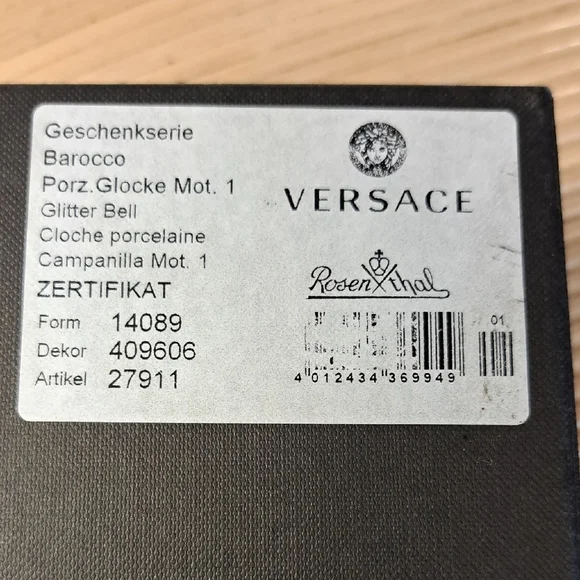 Geschenkserie
Barocco
Porz.Glocke Mot. 1
Glitter Bell
Cloche porcelaine
Campanilla Mot. 1
ZERTIFIKAT
Form 14089
Dekor 409606
Artikel 27911
VERSACE
Rosenthal
01
4 012434 369949